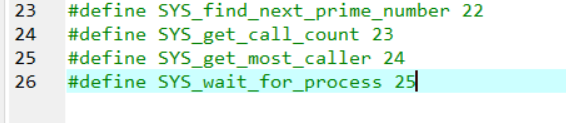 23 #define SYS_find_next_prime_number 22
24 #define SYS_get_call_count 23
25 #define SYS_get_most_caller 24
26 #define SYS_wait_for_process 25